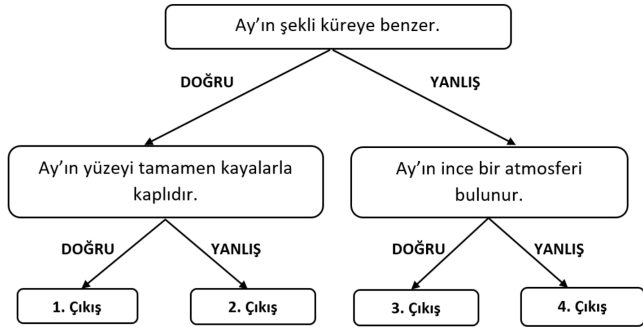 Ay’ın şekli küreye benzer.
DOĞRU
YANLIŞ
Ay’ın yüzeyi tamamen kayalarla
kaplıdır.
Ay’ın ince bir atmosferi
bulunur.
DOĞRU
YANLIŞ
DOĞRU
YANLIŞ
1. Çıkış
2. Çıkış
3. Çıkış
4. Çıkış